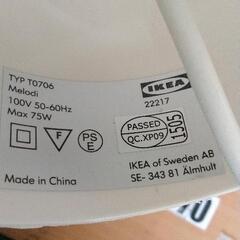 TYP T0706
Melodi
100V 50-60Hz
Max 75W
IKEA
22217
F
PS
E
PASSED
QC.XP09
1505
IKEA of Sweden AB
SE- 343 81 Älmhult
Made in China